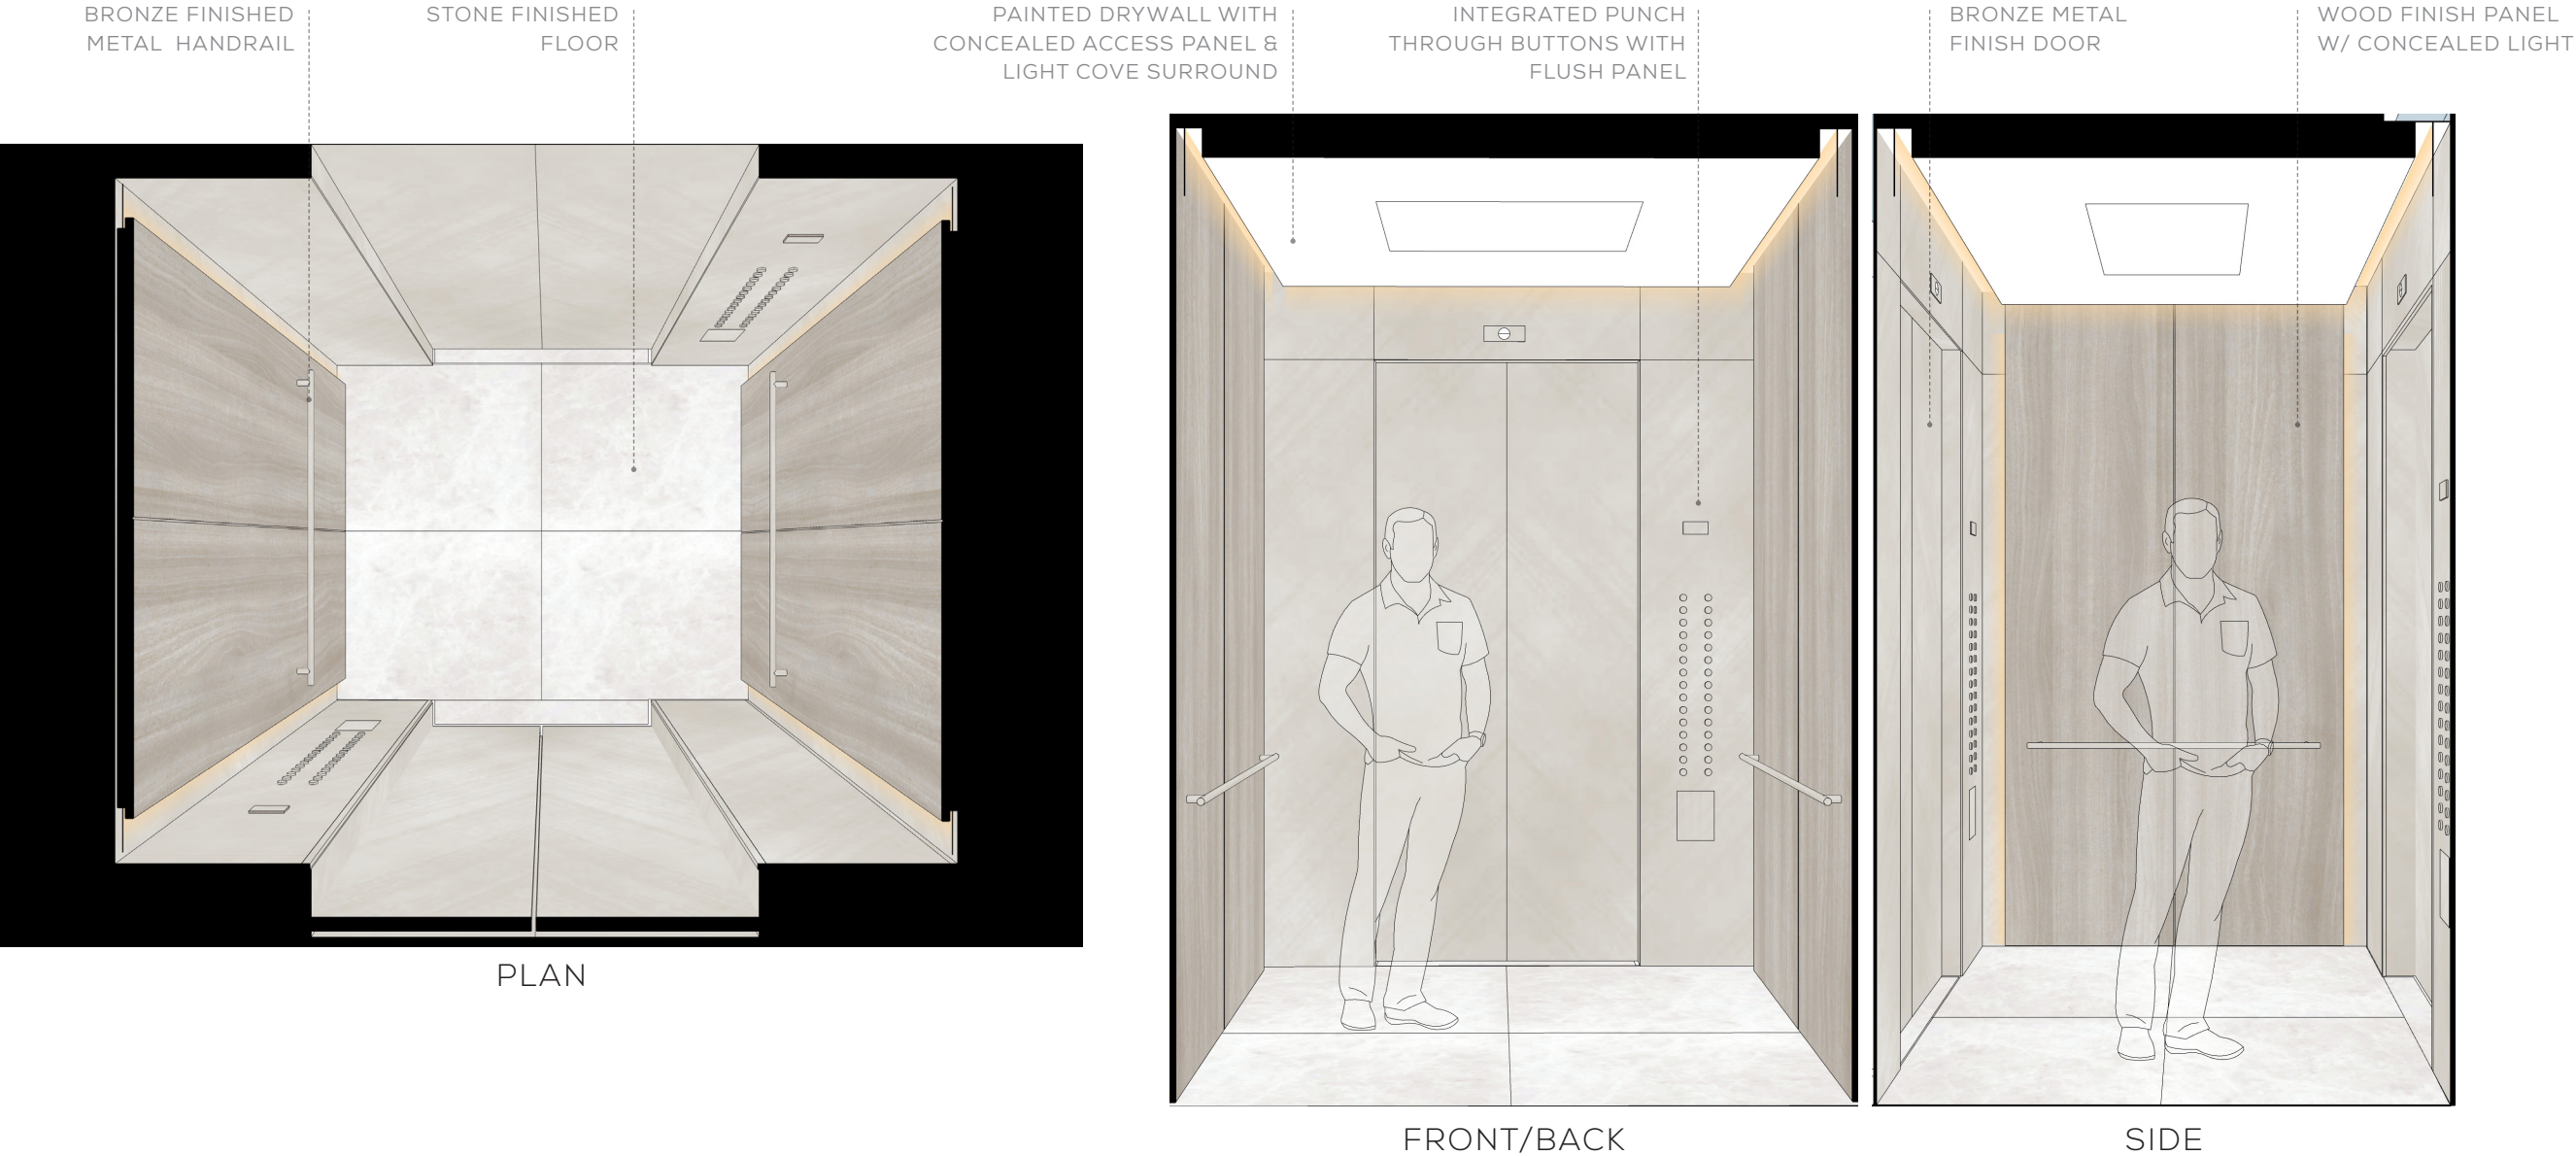 BRONZE FINISHED
METAL HANDRAIL
STONE FINISHED
FLOOR
PAINTED DRYWALL WITH
CONCEALED ACCESS PANEL &
LIGHT COVE SURROUND
INTEGRATED PUNCH
THROUGH BUTTONS WITH
FLUSH PANEL
BRONZE METAL
FINISH DOOR
WOOD FINISH PANEL
W/ CONCEALED LIGHT
PLAN
FRONT/BACK
SIDE